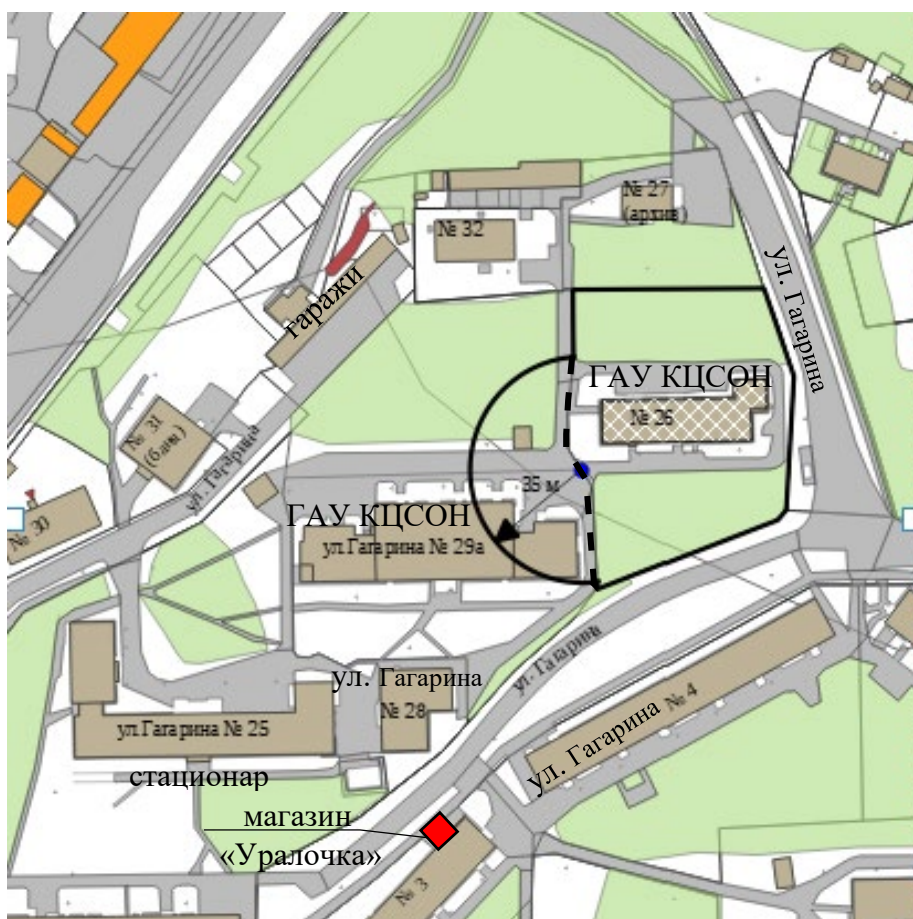 № 27
(архив)
№ 32
ул. Гагарина
гаражи
ГАУ КЦСОН
№ 26
№ 31
(баня)
ул. Гагарина
35 м
ГАУ КЦСОН
№ 30
ул.Гагарина № 29а
ул. Гагарина
ул. Гагарина
№ 28
ул.Гагарина № 25
ул. Гагарина № 4
стационар
магазин
«Уралочка»
№ 3